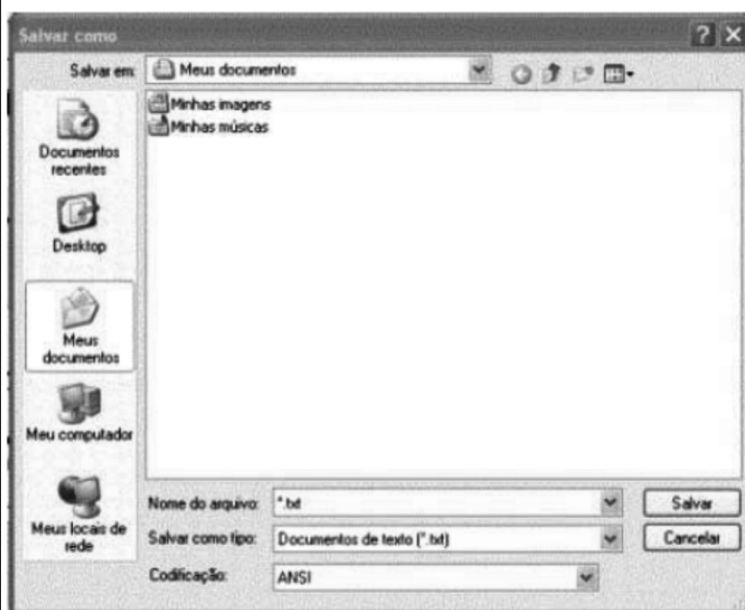 Salvar como
Salvar em: Meus documentos
Minhas imagens
Minhas músicas
Documentos
recentes
Desktop
Meus
documentos
Meu computador
Meus locais de
rede
Nome do arquivo: *.txt Salvar
Salvar como tipo: Documentos de texto (*.txt) Cancelar
Codificação: ANSI